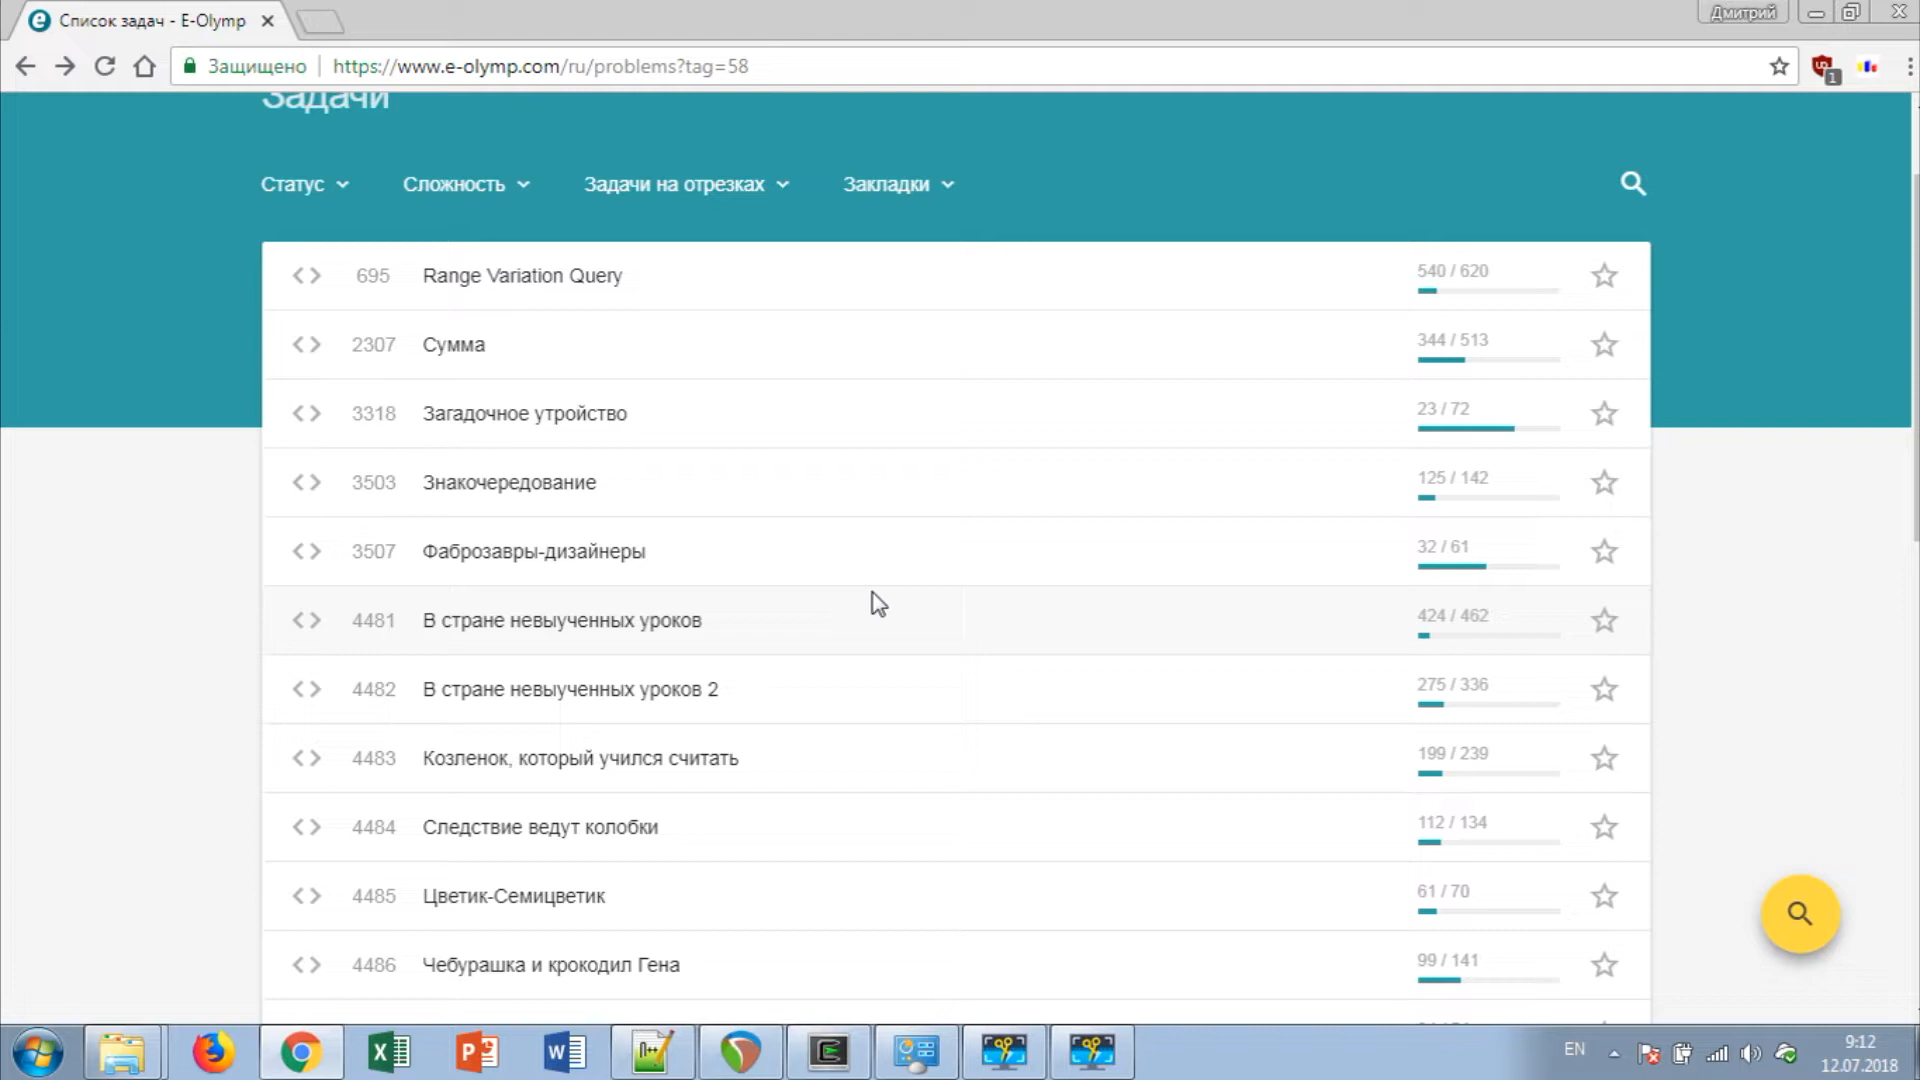 Список задач - E-Olymp
Дмитрий
Защищено
https://www.e-olymp.com/ru/problems?tag=58
1
Задачи
Статус
Сложность
Задачи на отрезках
Закладки
695 Range Variation Query 540 / 620
2307 Сумма 344 / 513
3318 Загадочное утройство 23 / 72
3503 Знакочередование 125 / 142
3507 Фаброзавры-дизайнеры 32 / 61
4481 В стране невыученных уроков 424 / 462
4482 В стране невыученных уроков 2 275 / 336
4483 Козленок, который учился считать 199 / 239
4484 Следствие ведут колобки 112 / 134
4485 Цветик-Семицветик 61 / 70
4486 Чебурашка и крокодил Гена 99 / 141
EN
9:12
12.07.2018